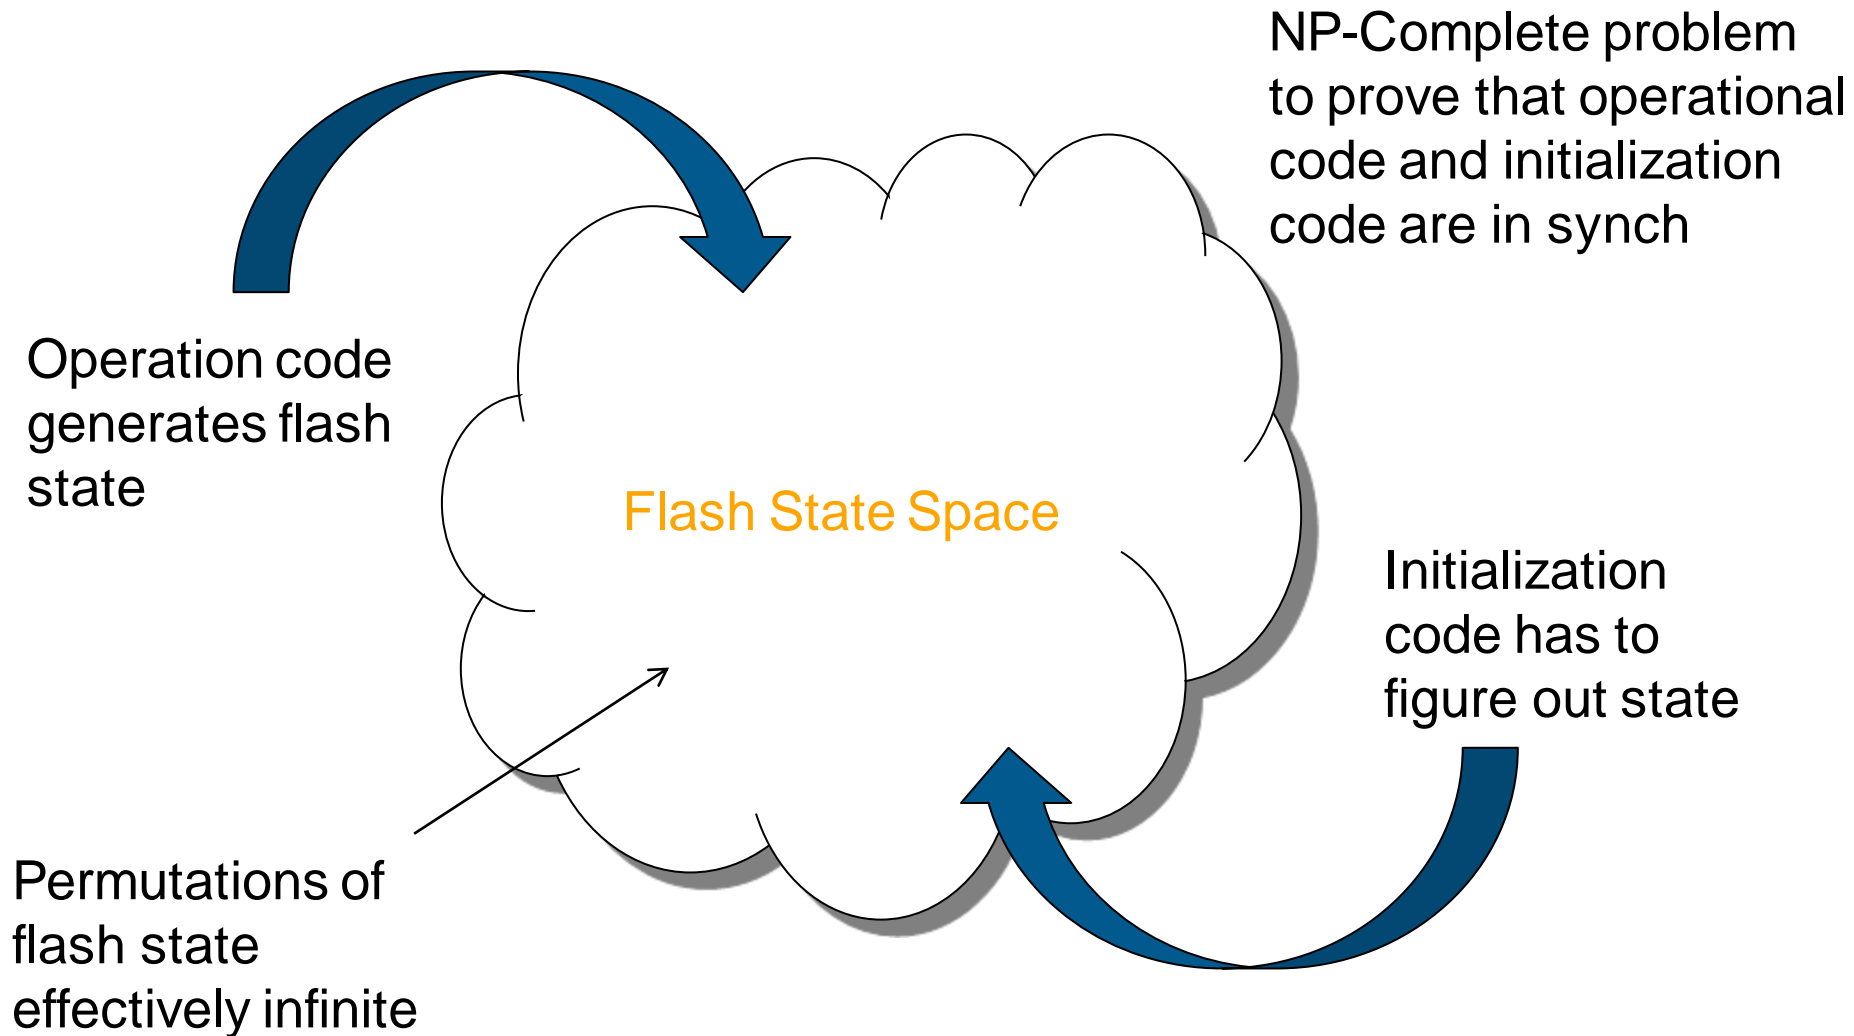 NP-Complete problem
to prove that operational
code and initialization
code are in synch
Operation code
generates flash
state
Flash State Space
Initialization
code has to
figure out state
Permutations of
flash state
effectively infinite